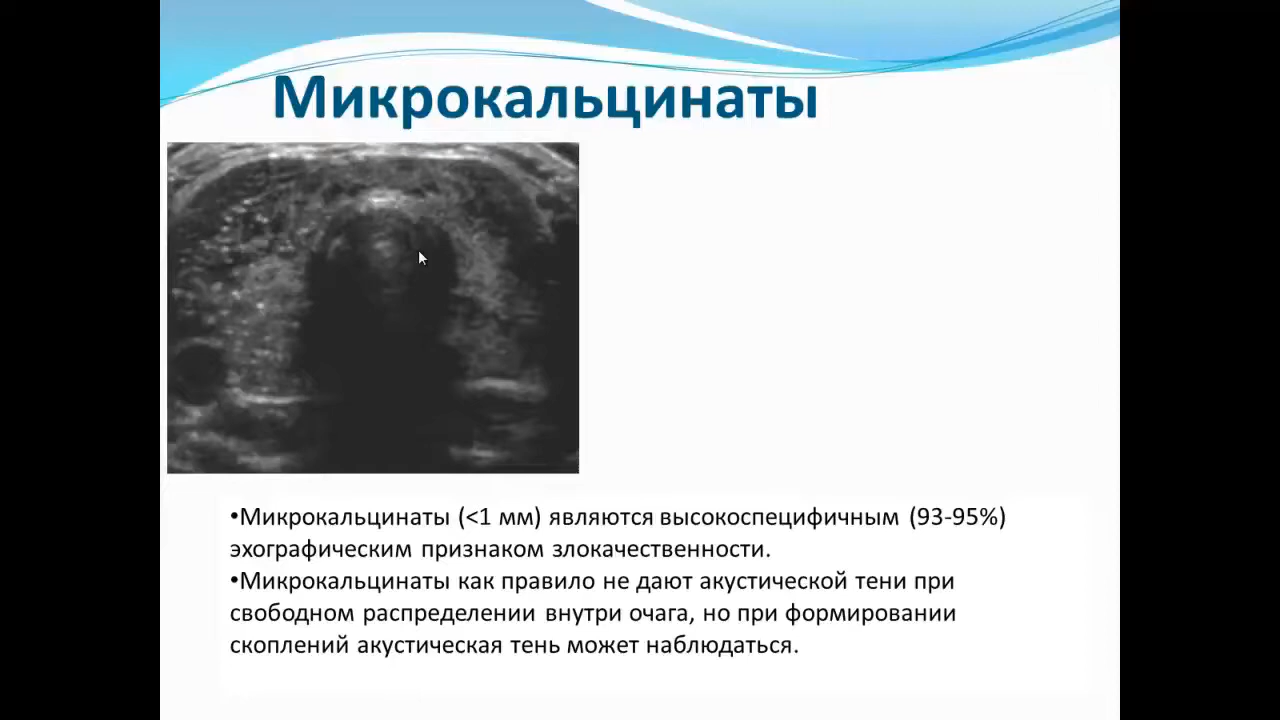 Микрокальцинаты
•Микрокальцинаты (<1 мм) являются высокоспецифичным (93-95%)
эхографическим признаком злокачественности.
•Микрокальцинаты как правило не дают акустической тени при
свободном распределении внутри очага, но при формировании
скоплений акустическая тень может наблюдаться.